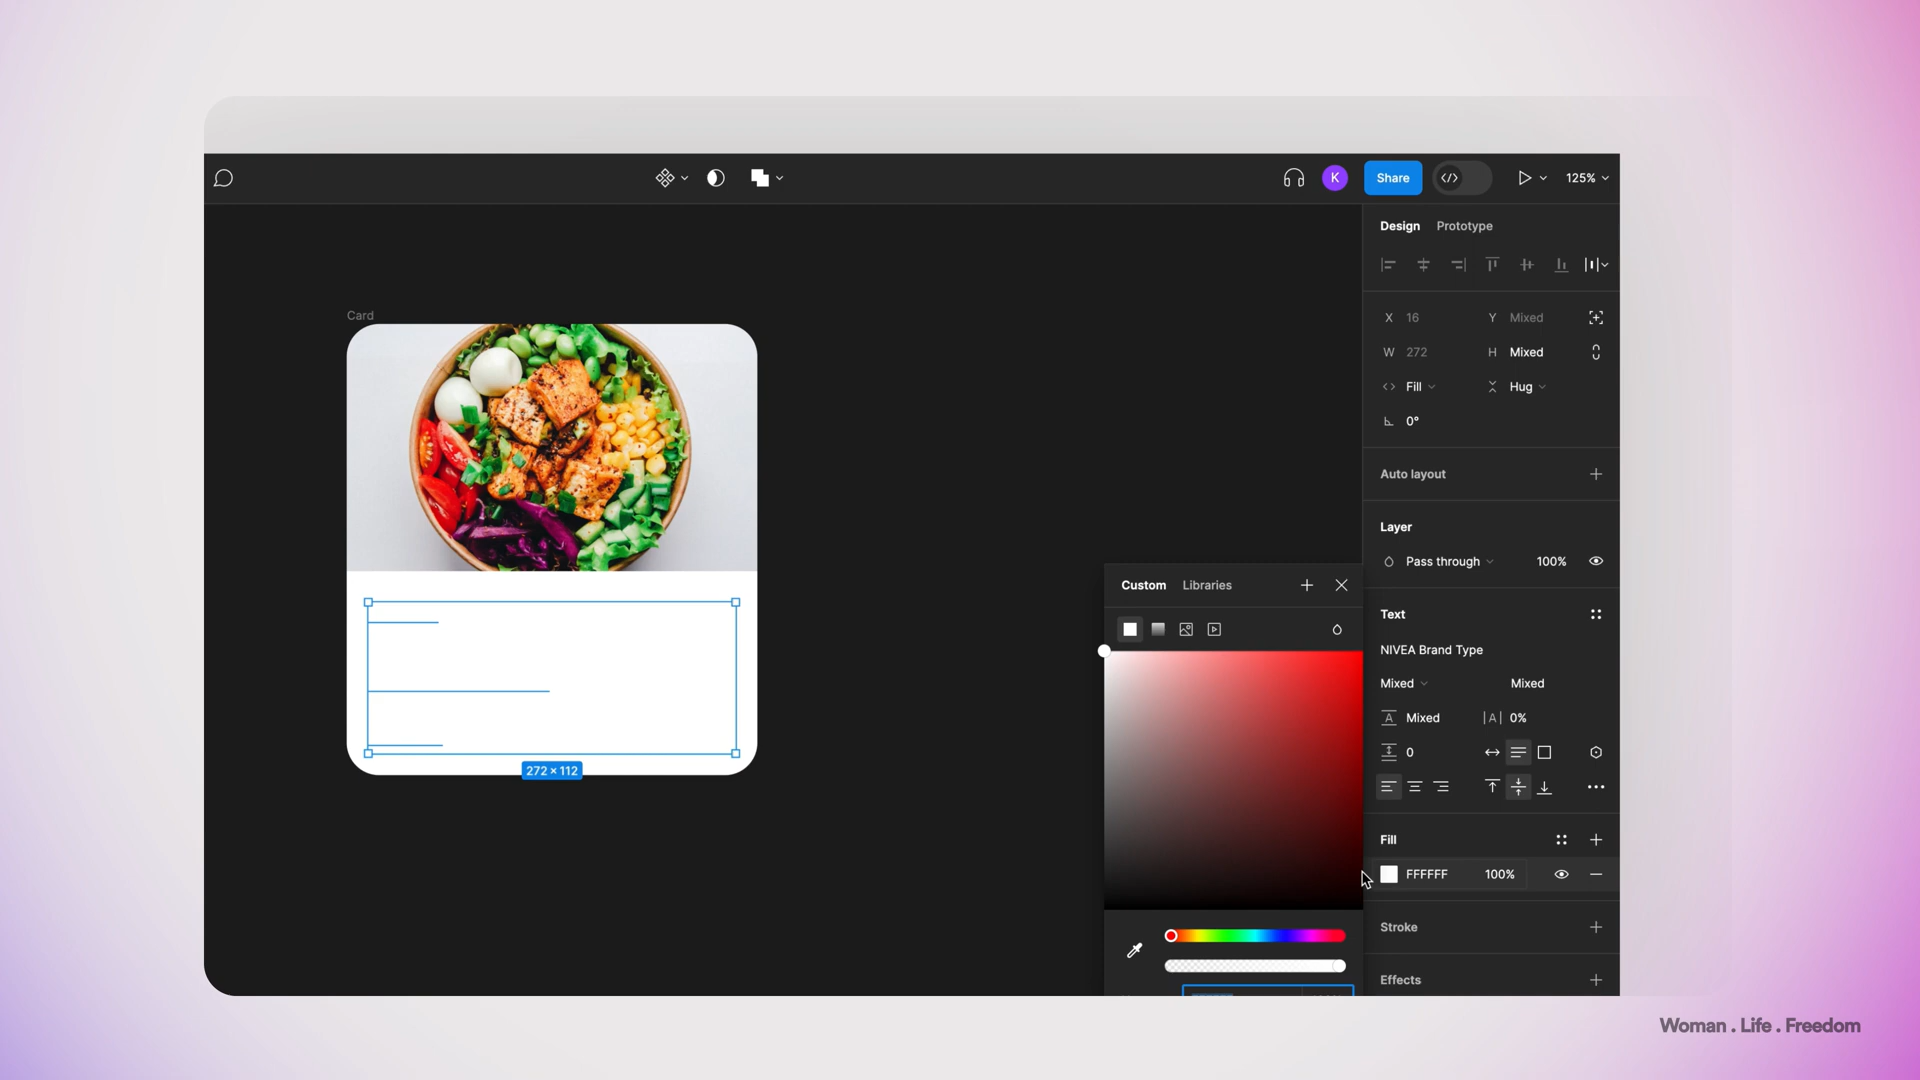 K
Share
125%
Design
Prototype
Card
X 16
Y Mixed
W 272
H Mixed
Fill
Hug
0°
Auto layout
Layer
Pass through
100%
Custom
Libraries
Text
NIVEA Brand Type
Mixed
Mixed
A Mixed
|A| 0%
0
272 × 112
Fill
FFFFFF
100%
Stroke
Effects
Woman . Life . Freedom